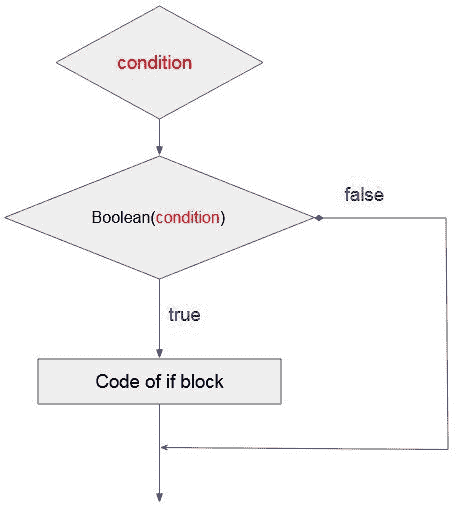 condition
Boolean(condition)
false
true
Code of if block